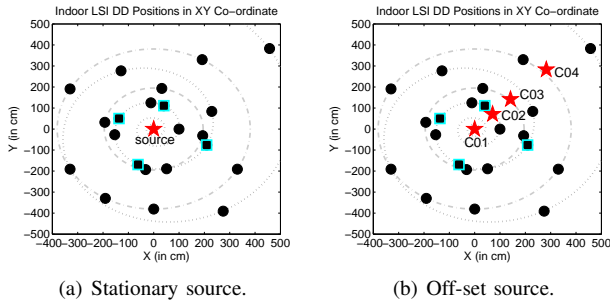 Indoor LSI DD Positions in XY Co-ordinate
500
400
300
200
100
0
−100
−200
−300
−400
−500
Y (in cm)
source
−400−300−200−100 0 100 200 300 400 500
X (in cm)
(a) Stationary source.
Indoor LSI DD Positions in XY Co-ordinate
500
400
300
200
100
0
−100
−200
−300
−400
−500
Y (in cm)
C04
C03
C02
C01
−400−300−200−100 0 100 200 300 400 500
X (in cm)
(b) Off-set source.